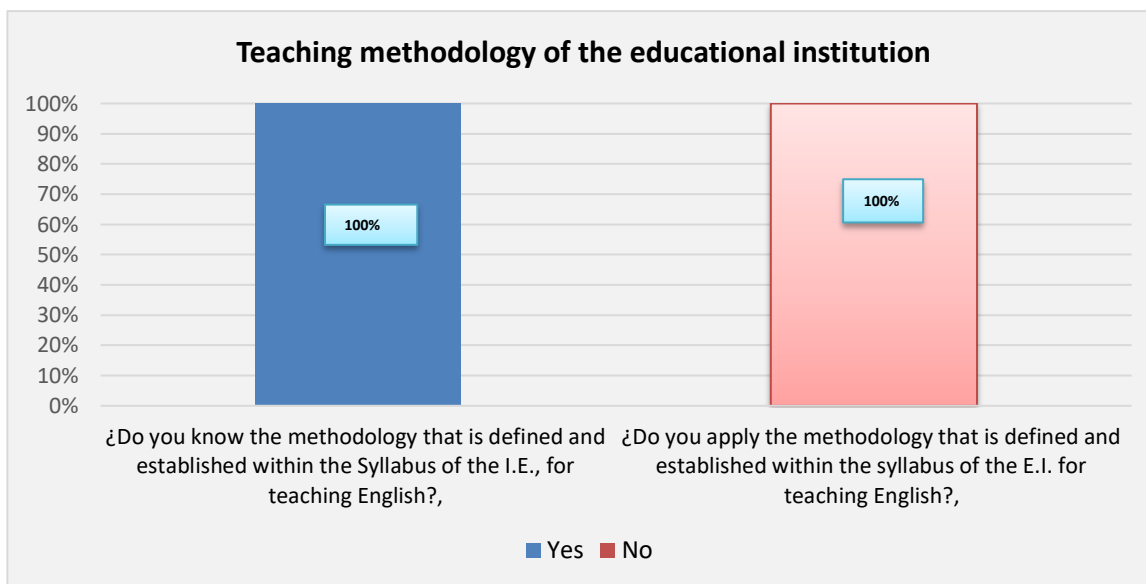 Teaching methodology of the educational institution
100%
90%
80%
70%
60%
50%
40%
30%
20%
10%
0%
100%
100%
¿Do you know the methodology that is defined and
established within the Syllabus of the I.E., for
teaching English?,
¿Do you apply the methodology that is defined and
established within the syllabus of the E.I. for
teaching English?,
Yes No